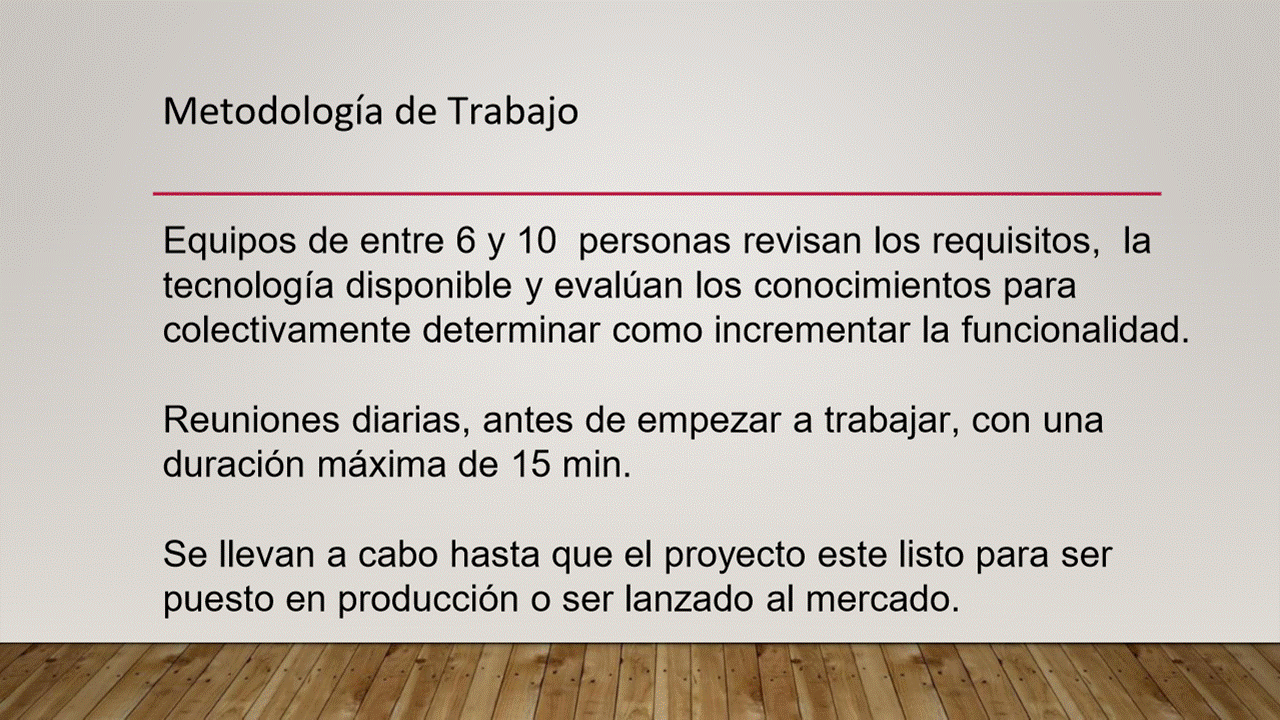 Metodología de Trabajo
Equipos de entre 6 y 10  personas revisan los requisitos,  la
tecnología disponible y evalúan los conocimientos para
colectivamente determinar como incrementar la funcionalidad.
Reuniones diarias, antes de empezar a trabajar, con una
duración máxima de 15 min.
Se llevan a cabo hasta que el proyecto este listo para ser
puesto en producción o ser lanzado al mercado.